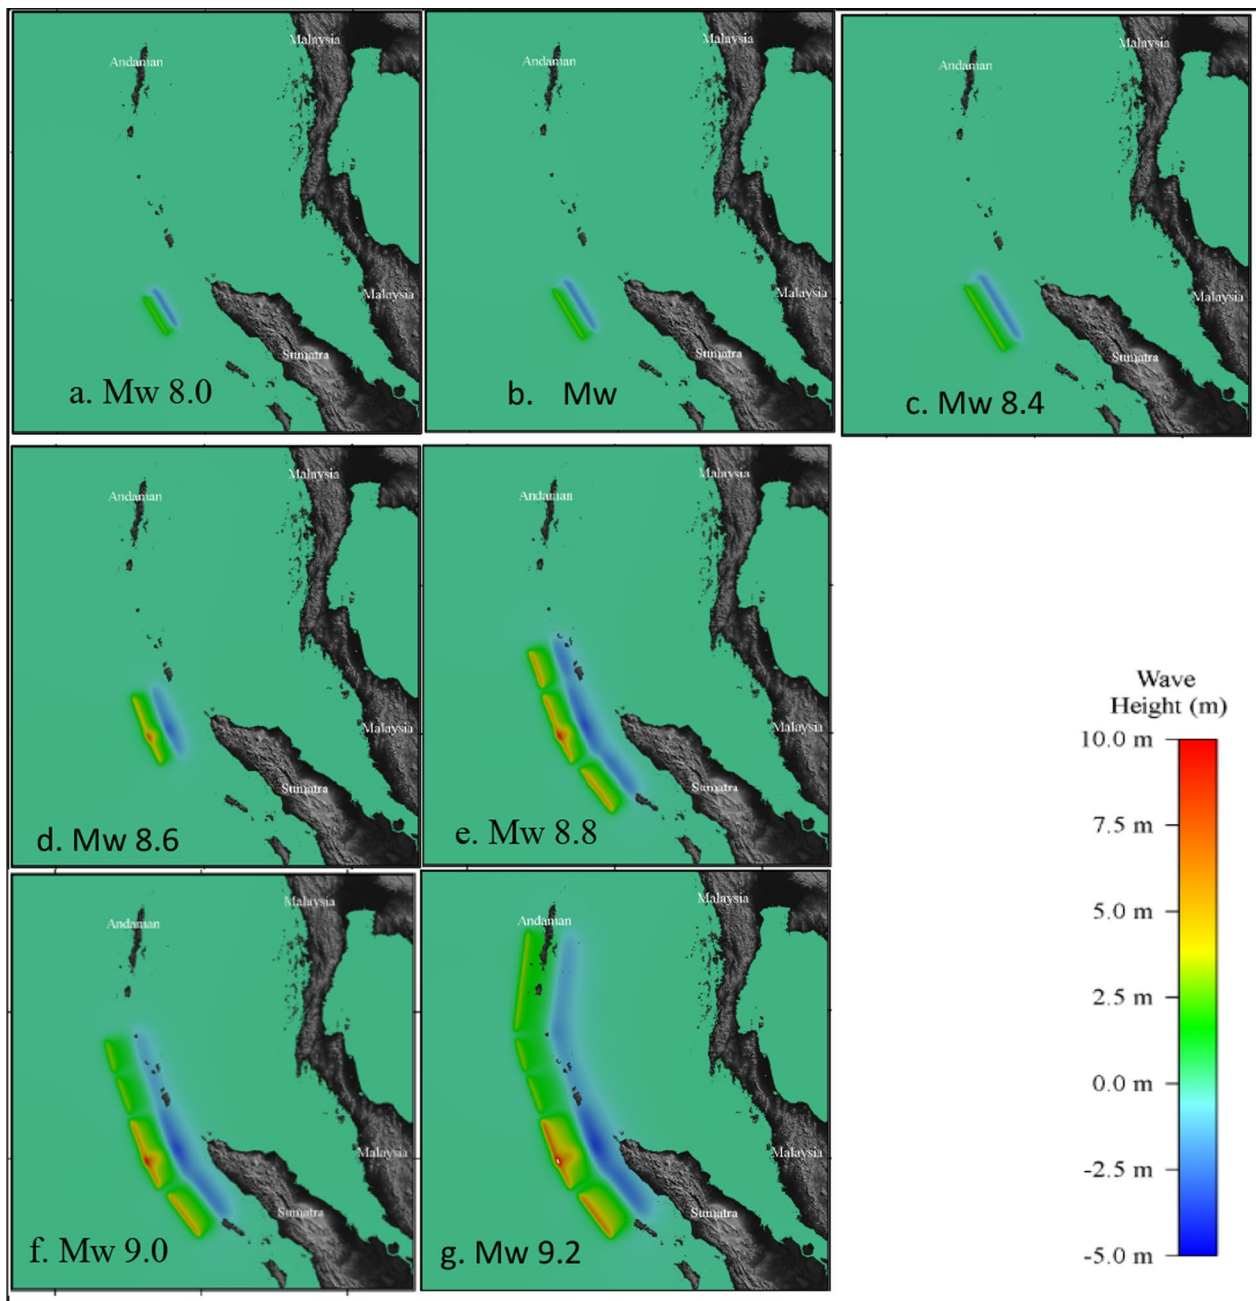 Malaysia
Andaman
Malaysia
Sumatra
a. Mw 8.0
Malaysia
Andaman
Malaysia
Sumatra
b. Mw
Malaysia
Andaman
Malaysia
Sumatra
c. Mw 8.4
Malaysia
Andaman
Malaysia
Sumatra
d. Mw 8.6
Malaysia
Andaman
Malaysia
Sumatra
e. Mw 8.8
Malaysia
Andaman
Malaysia
Sumatra
f. Mw 9.0
Malaysia
Andaman
Malaysia
Sumatra
g. Mw 9.2
Wave
Height (m)
10.0 m
7.5 m
5.0 m
2.5 m
0.0 m
-2.5 m
-5.0 m